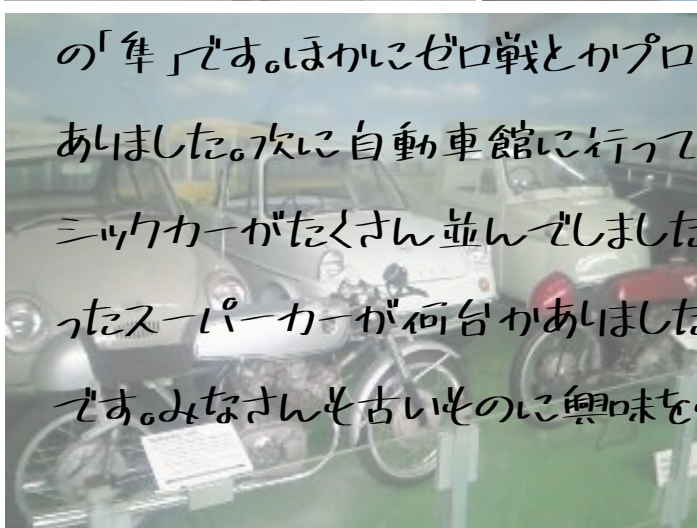 の「隼」です。ほかにゼロ戦とかプロ
ありました。次に自動車館に行って
シックカーがたくさん並んでしました
ったスーパーカーが何台かありました
です。みなさんも古いものに興味を